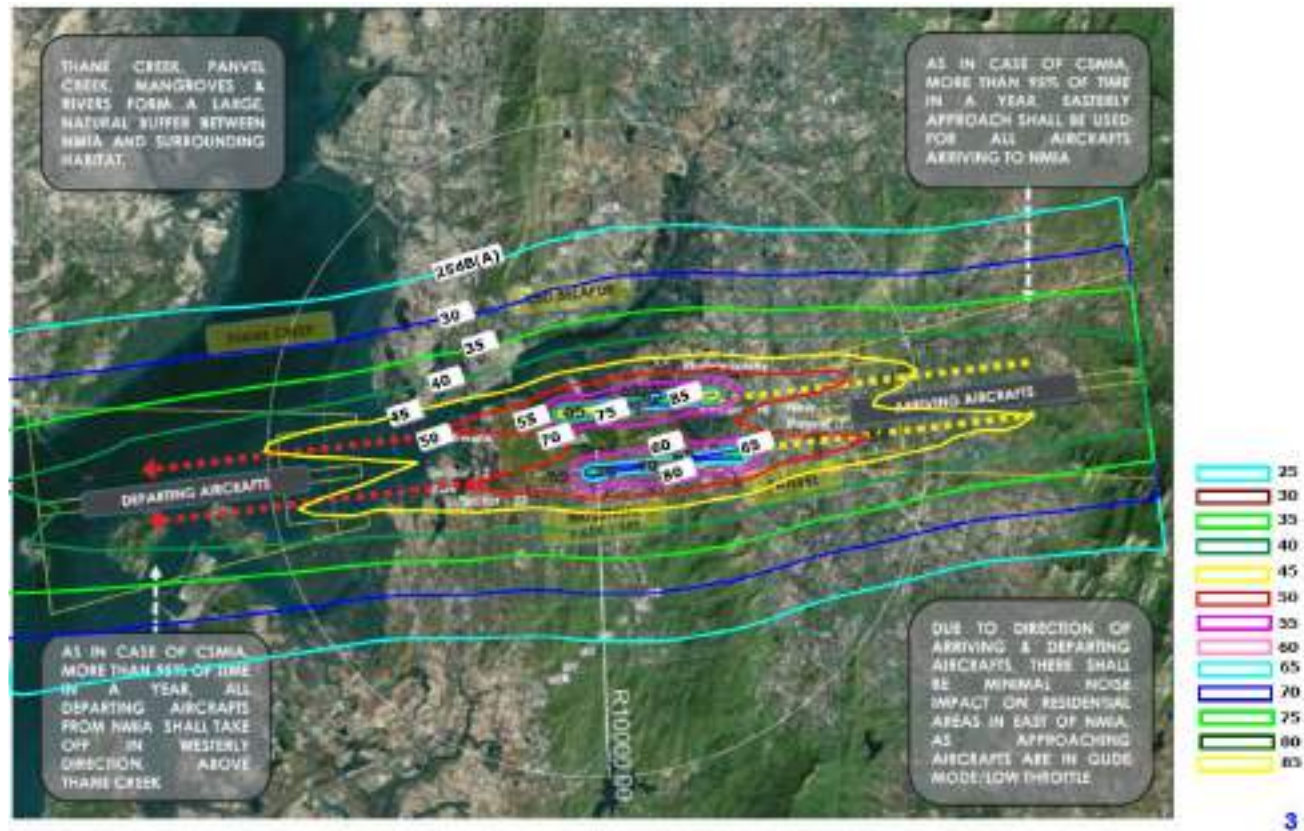 THANE CREEK, PANVEL
CREEK, MANGROVES &
RIVERS FORM A LARGE
NATURAL BUFFER BETWEEN
NMIA AND SURROUNDING
HABITAT.
AS IN CASE OF CSMIA,
MORE THAN 95% OF TIME
IN A YEAR EASTERLY
APPROACH SHALL BE USED
FOR ALL AIRCRAFTS
ARRIVING TO NMIA
25dB(A)
30
35
40
45
50
55
75
85
70
60
65
80
THANE CREEK
CBD BELAPUR
ARRIVING AIRCRAFTS
DEPARTING AIRCRAFTS
R11000.00
AS IN CASE OF CSMIA,
MORE THAN 95% OF TIME
IN A YEAR ALL
DEPARTING AIRCRAFTS
FROM NMIA SHALL TAKE
OFF IN WESTERLY
DIRECTION ABOVE
THANE CREEK
DUE TO DIRECTION OF
ARRIVING & DEPARTING
AIRCRAFTS, THERE SHALL
BE MINIMAL NOISE
IMPACT ON RESIDENTIAL
AREAS IN EAST OF NMIA,
AS APPROACHING
AIRCRAFTS ARE IN GLIDE
MODE/LOW THROTTLE
25
30
35
40
45
50
55
60
65
70
75
80
85
3